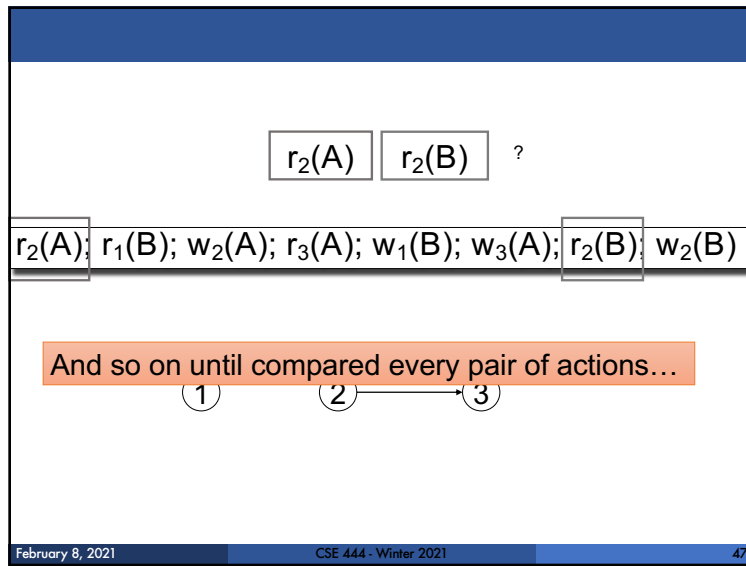 r₂(A) r₂(B) ?
r₂(A); r₁(B); w₂(A); r₃(A); w₁(B); w₃(A); r₂(B); w₂(B)
And so on until compared every pair of actions…
1 2 3
February 8, 2021 CSE 444 - Winter 2021 47